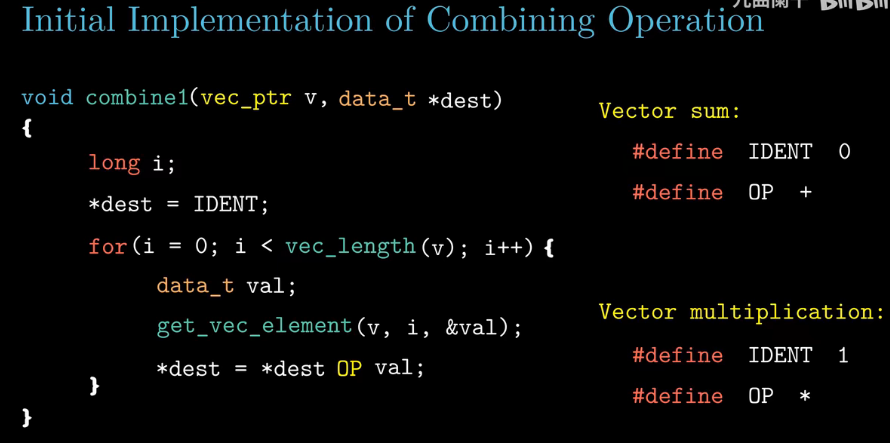 Initial Implementation of Combining Operation
void combine1(vec_ptr v, data_t *dest)
{
long i;
*dest = IDENT;
for(i = 0; i < vec_length(v); i++) {
data_t val;
get_vec_element(v, i, &val);
*dest = *dest OP val;
}
}
Vector sum:
#define IDENT 0
#define OP +
Vector multiplication:
#define IDENT 1
#define OP *